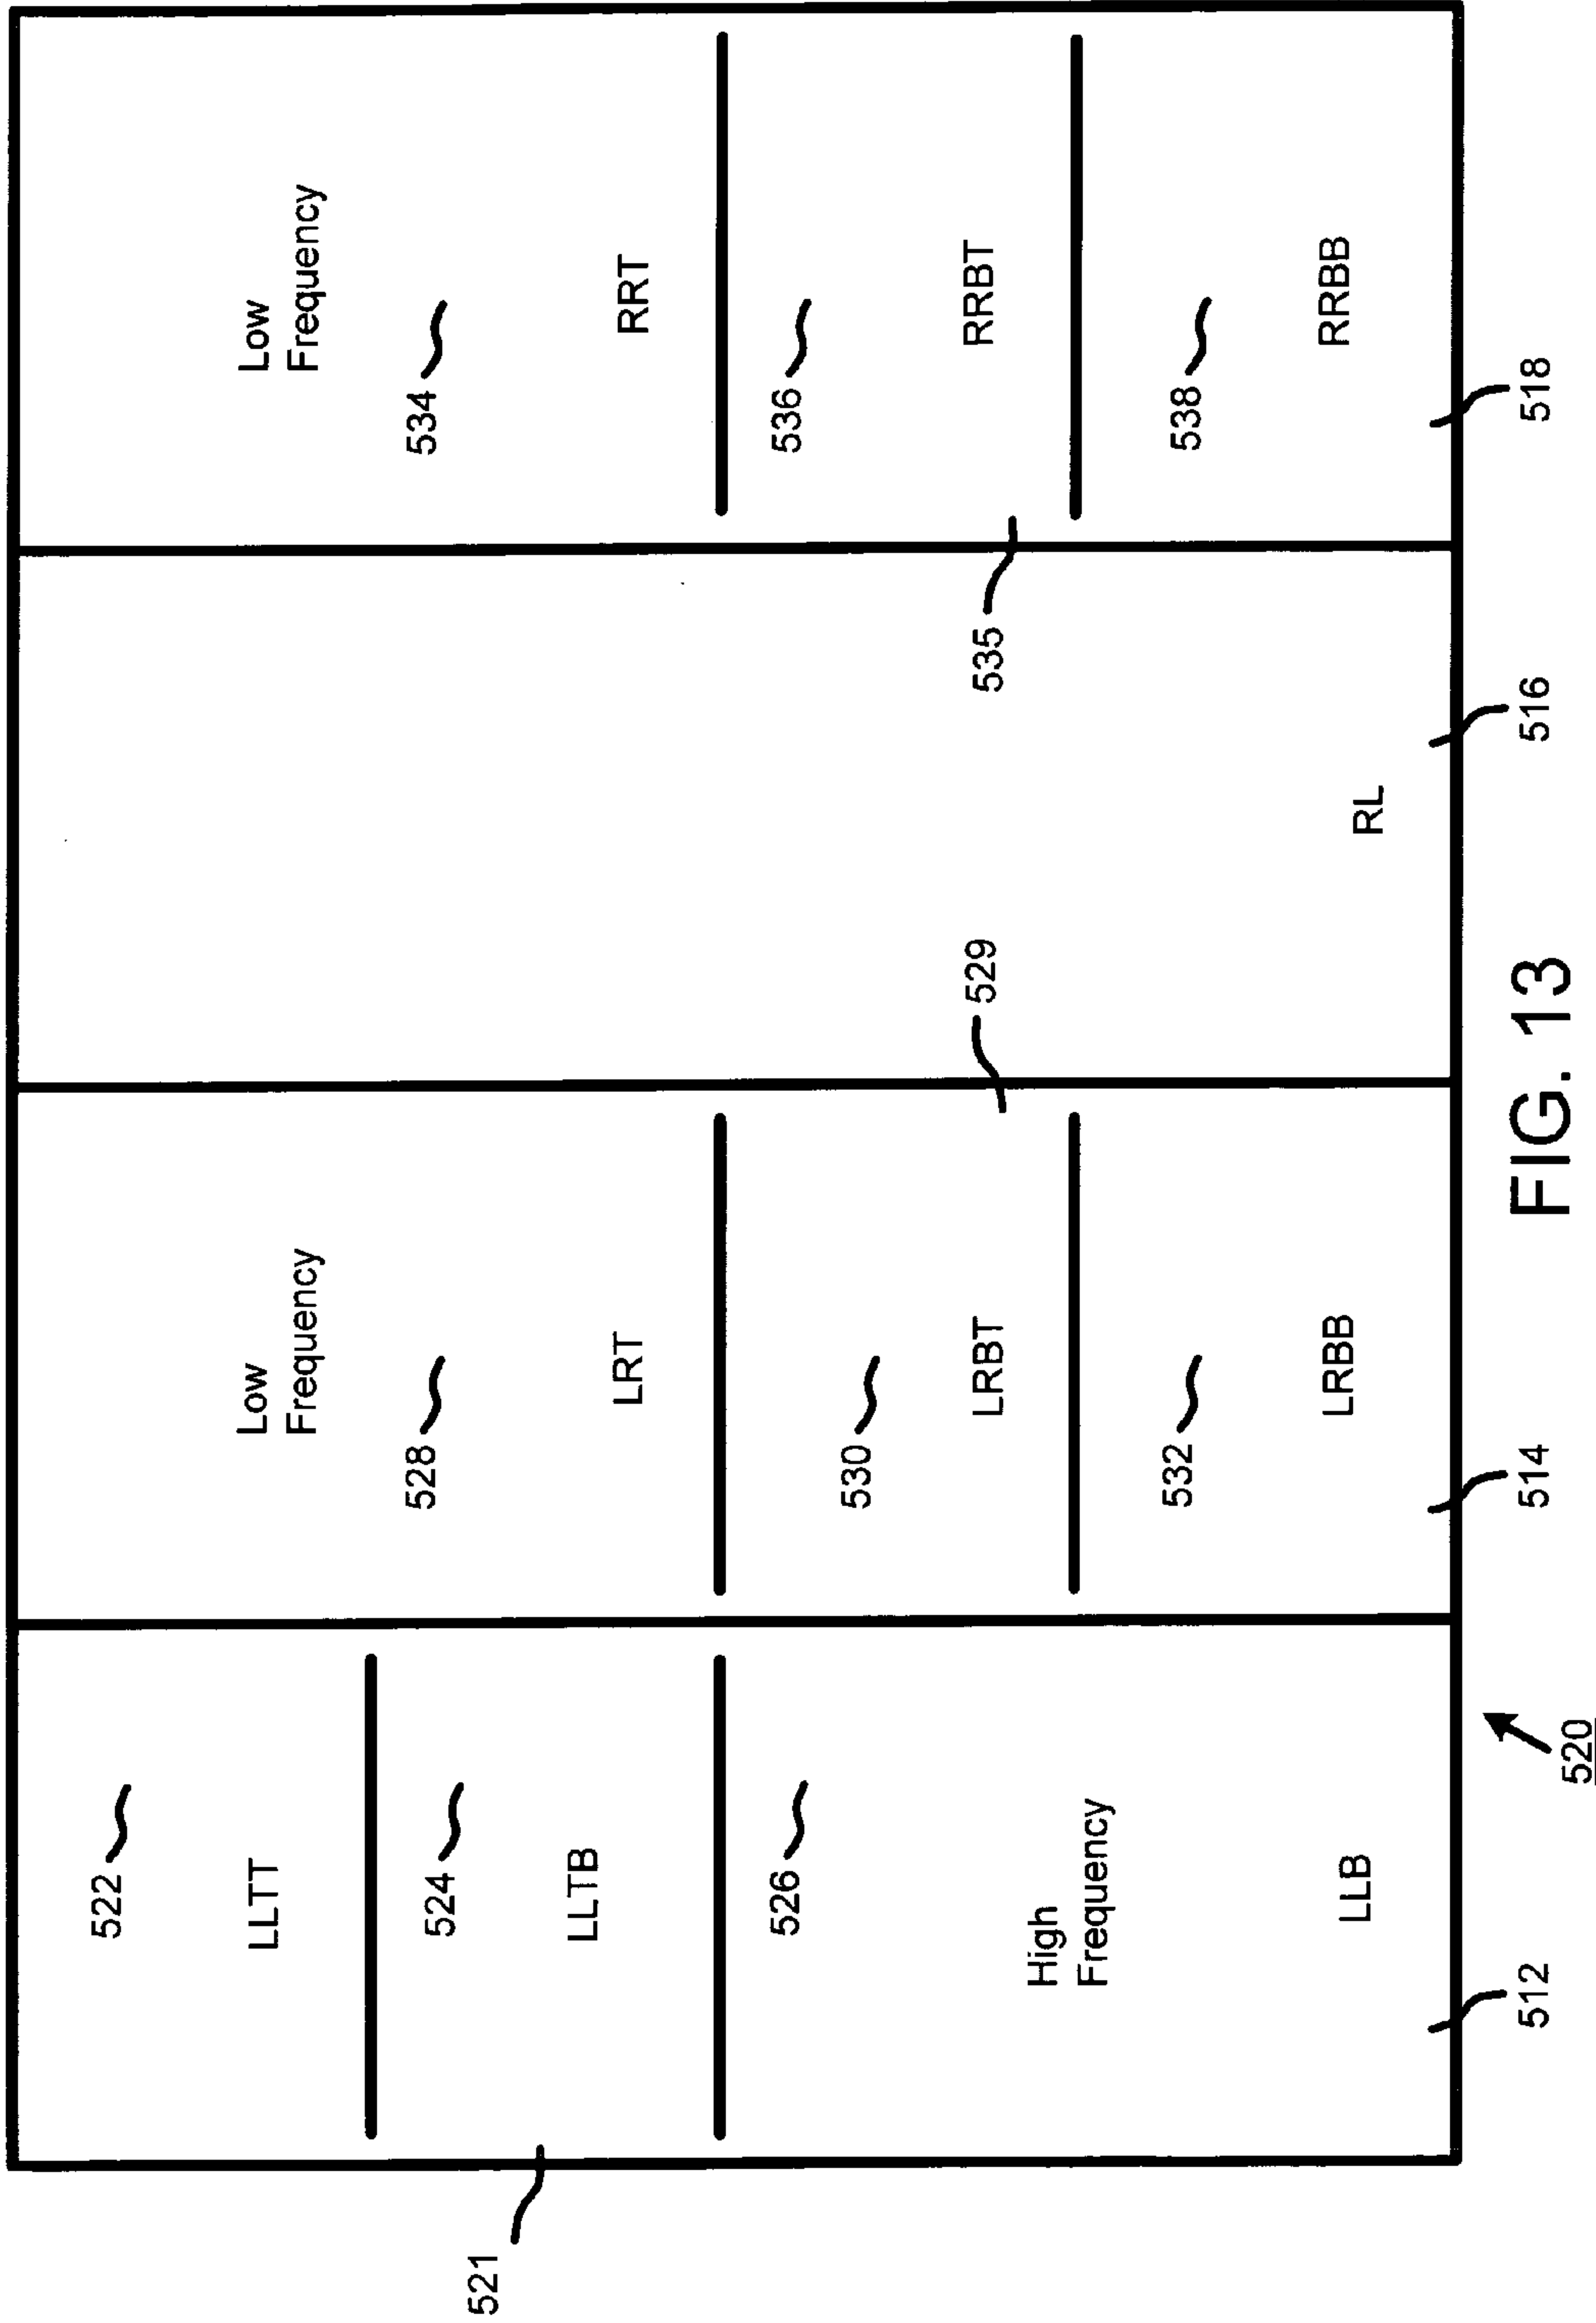 521
522
LLTT
524
LLTB
526
High
Frequency
LLB
512
Low
Frequency
528
LRT
530
LRBT
529
532
LRBB
514
RL
516
Low
Frequency
534
RRT
536
RRBT
535
538
RRBB
518
520
FIG. 13